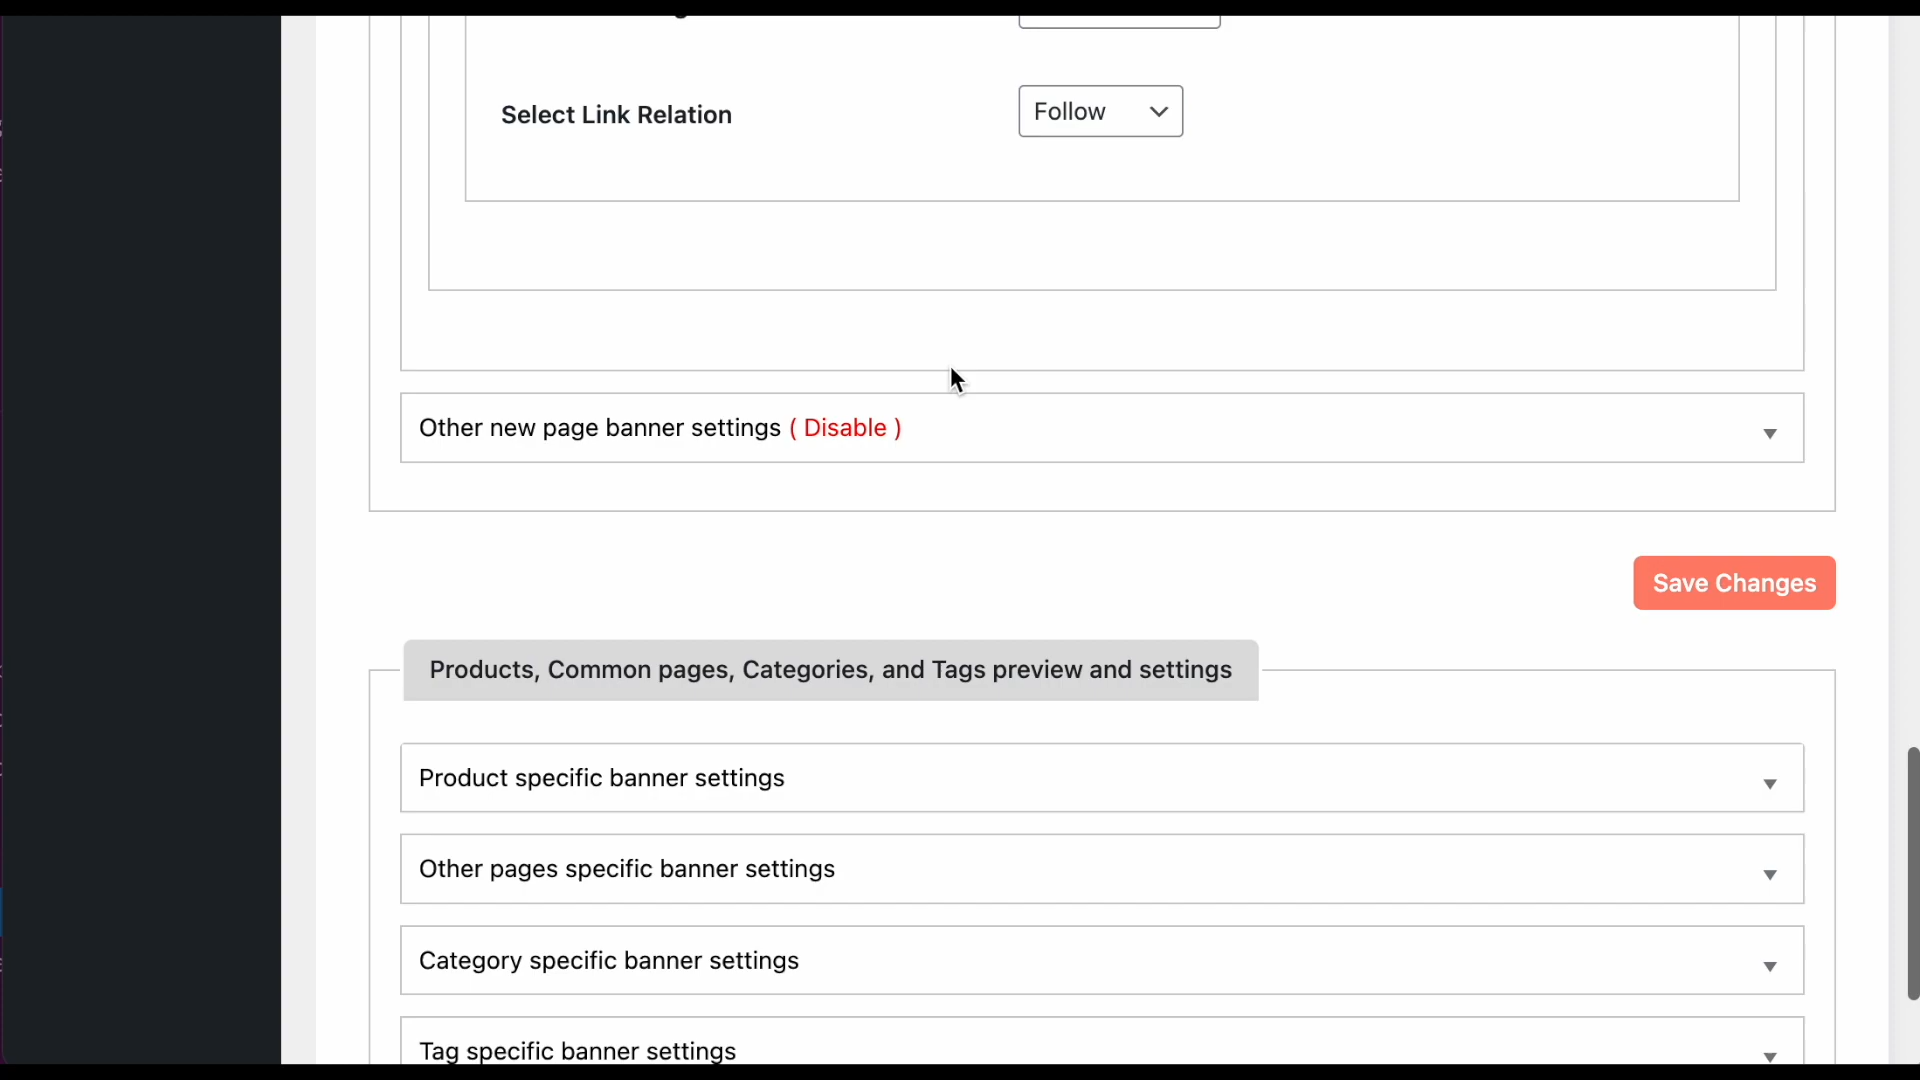 Select Link Relation
Follow
Other new page banner settings ( Disable )
Save Changes
Products, Common pages, Categories, and Tags preview and settings
Product specific banner settings
Other pages specific banner settings
Category specific banner settings
Tag specific banner settings